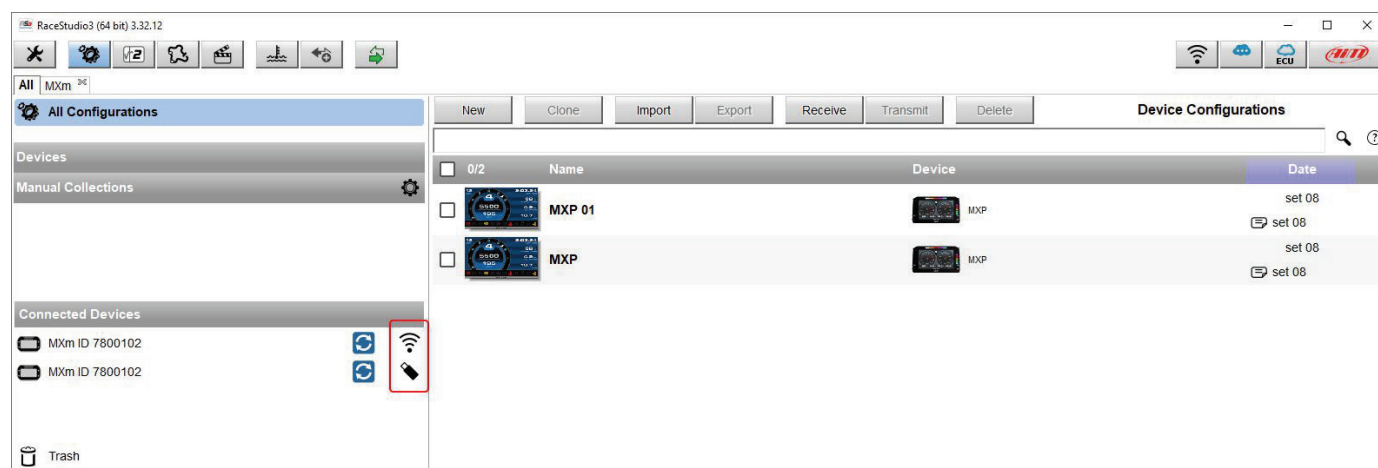 RaceStudio3 (64 bit) 3.32.12
ECU
AiM
All MXm
All Configurations
New Clone Import Export Receive Transmit Delete Device Configurations
Devices
Manual Collections
0/2 Name Device Date
MXP 01 MXP set 08
set 08
MXP MXP set 08
set 08
Connected Devices
MXm ID 7800102
MXm ID 7800102
Trash